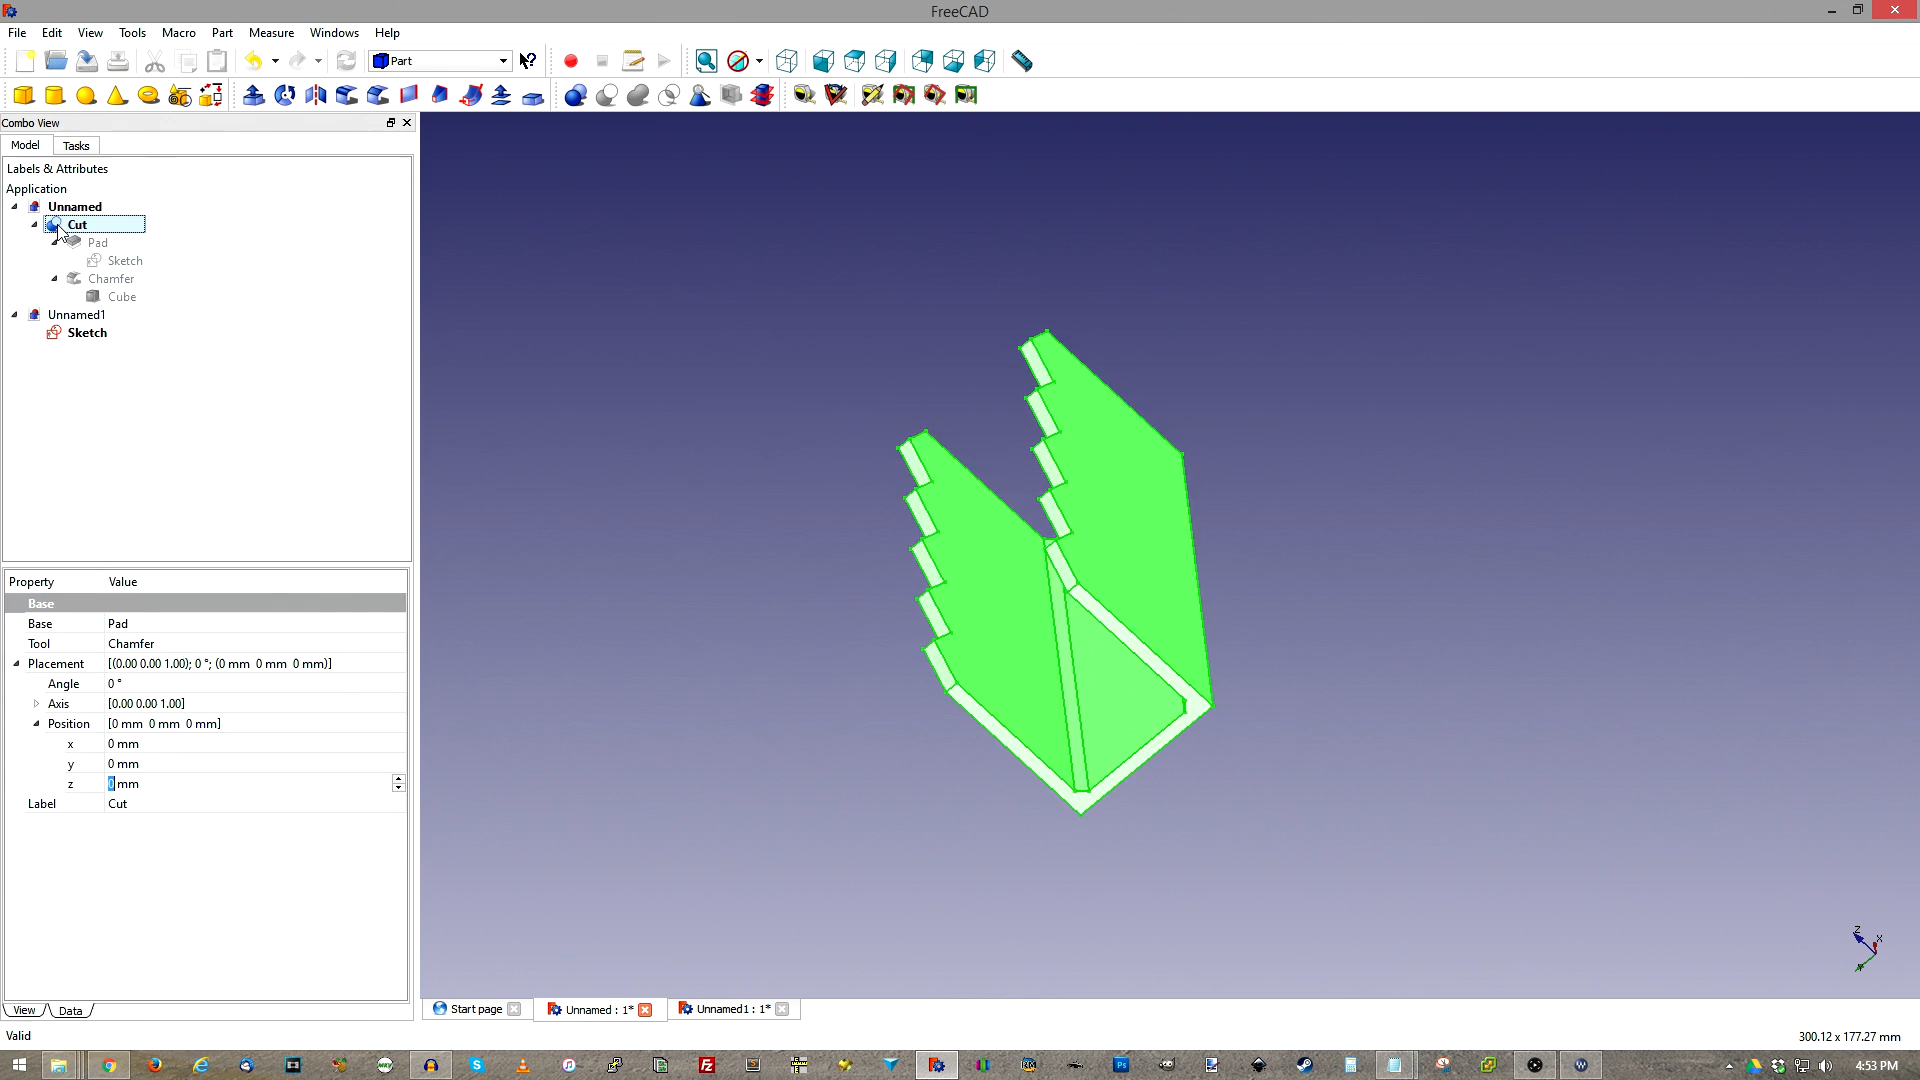 FreeCAD
File Edit View Tools Macro Part Measure Windows Help
Part
Combo View
Model Tasks
Labels & Attributes
Application
Unnamed
Cut
Pad
Sketch
Chamfer
Cube
Unnamed1
Sketch
Property Value
Base
Base Pad
Tool Chamfer
Placement [(0.00 0.00 1.00); 0 °; (0 mm 0 mm 0 mm)]
Angle 0 °
Axis [0.00 0.00 1.00]
Position [0 mm 0 mm 0 mm]
x 0 mm
y 0 mm
z 0 mm
Label Cut
Z
X
View Data
Start page Unnamed : 1* Unnamed1 : 1*
Valid 300.12 x 177.27 mm
4:53 PM